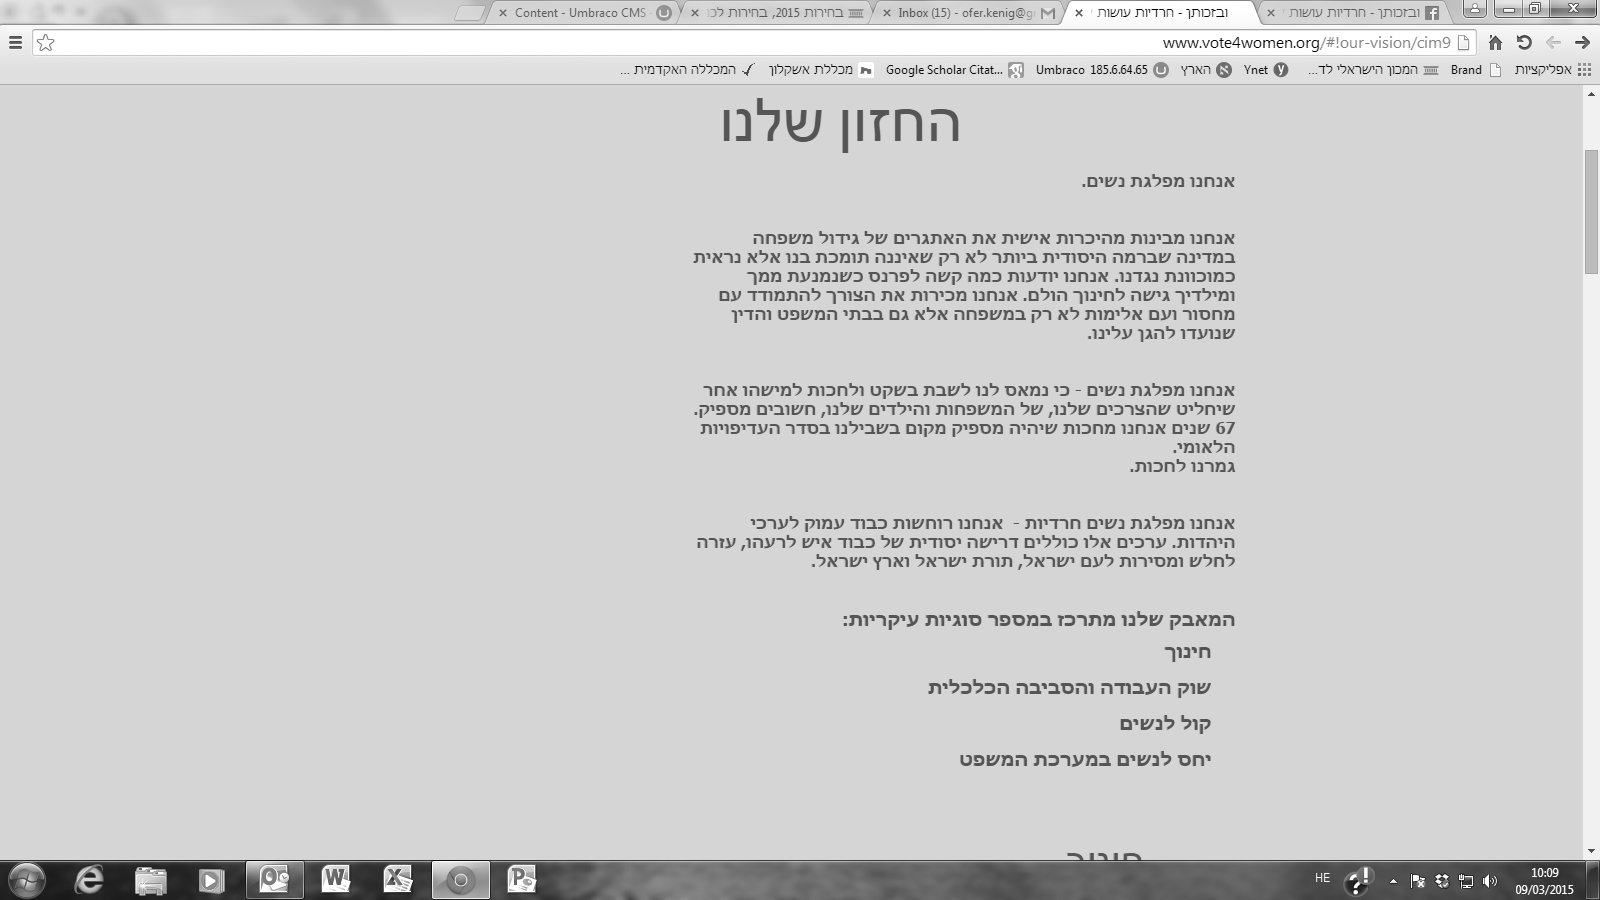 Content - Umbraco CMS
בחירות 2015, בחירות לכנ
Inbox (15) - ofer.kenig@g
ובזכותן - חרדיות עושות
ובזכותן - חרדיות עושות
www.vote4women.org/#!our-vision/cim9
אפליקציות
Brand
המכון הישראלי לד...
Ynet
הארץ
Umbraco 185.6.64.65
Google Scholar Citat...
מכללת אשקלון
המכללה האקדמית ...
החזון שלנו
אנחנו מפלגת נשים.
אנחנו מבינות מהיכרות אישית את האתגרים של גידול משפחה
במדינה שברמה היסודית ביותר לא רק שאיננה תומכת בנו אלא נראית
כמוכוונת נגדנו. אנחנו יודעות כמה קשה לפרנס כשנמנעת ממך
ומילדיך גישה לחינוך הולם. אנחנו מכירות את הצורך להתמודד עם
מחסור ועם אלימות לא רק במשפחה אלא גם בבתי המשפט והדין
שנועדו להגן עלינו.
אנחנו מפלגת נשים - כי נמאס לנו לשבת בשקט ולחכות למישהו אחר
שיחליט שהצרכים שלנו, של המשפחות והילדים שלנו, חשובים מספיק.
67 שנים אנחנו מחכות שיהיה מספיק מקום בשבילנו בסדר העדיפויות
הלאומי.
גמרנו לחכות.
אנחנו מפלגת נשים חרדיות - אנחנו רוחשות כבוד עמוק לערכי
היהדות. ערכים אלו כוללים דרישה יסודית של כבוד איש לרעהו, עזרה
לחלש ומסירות לעם ישראל, תורת ישראל וארץ ישראל.
המאבק שלנו מתרכז במספר סוגיות עיקריות:
חינוך
שוק העבודה והסביבה הכלכלית
קול לנשים
יחס לנשים במערכת המשפט
HE
10:09
09/03/2015